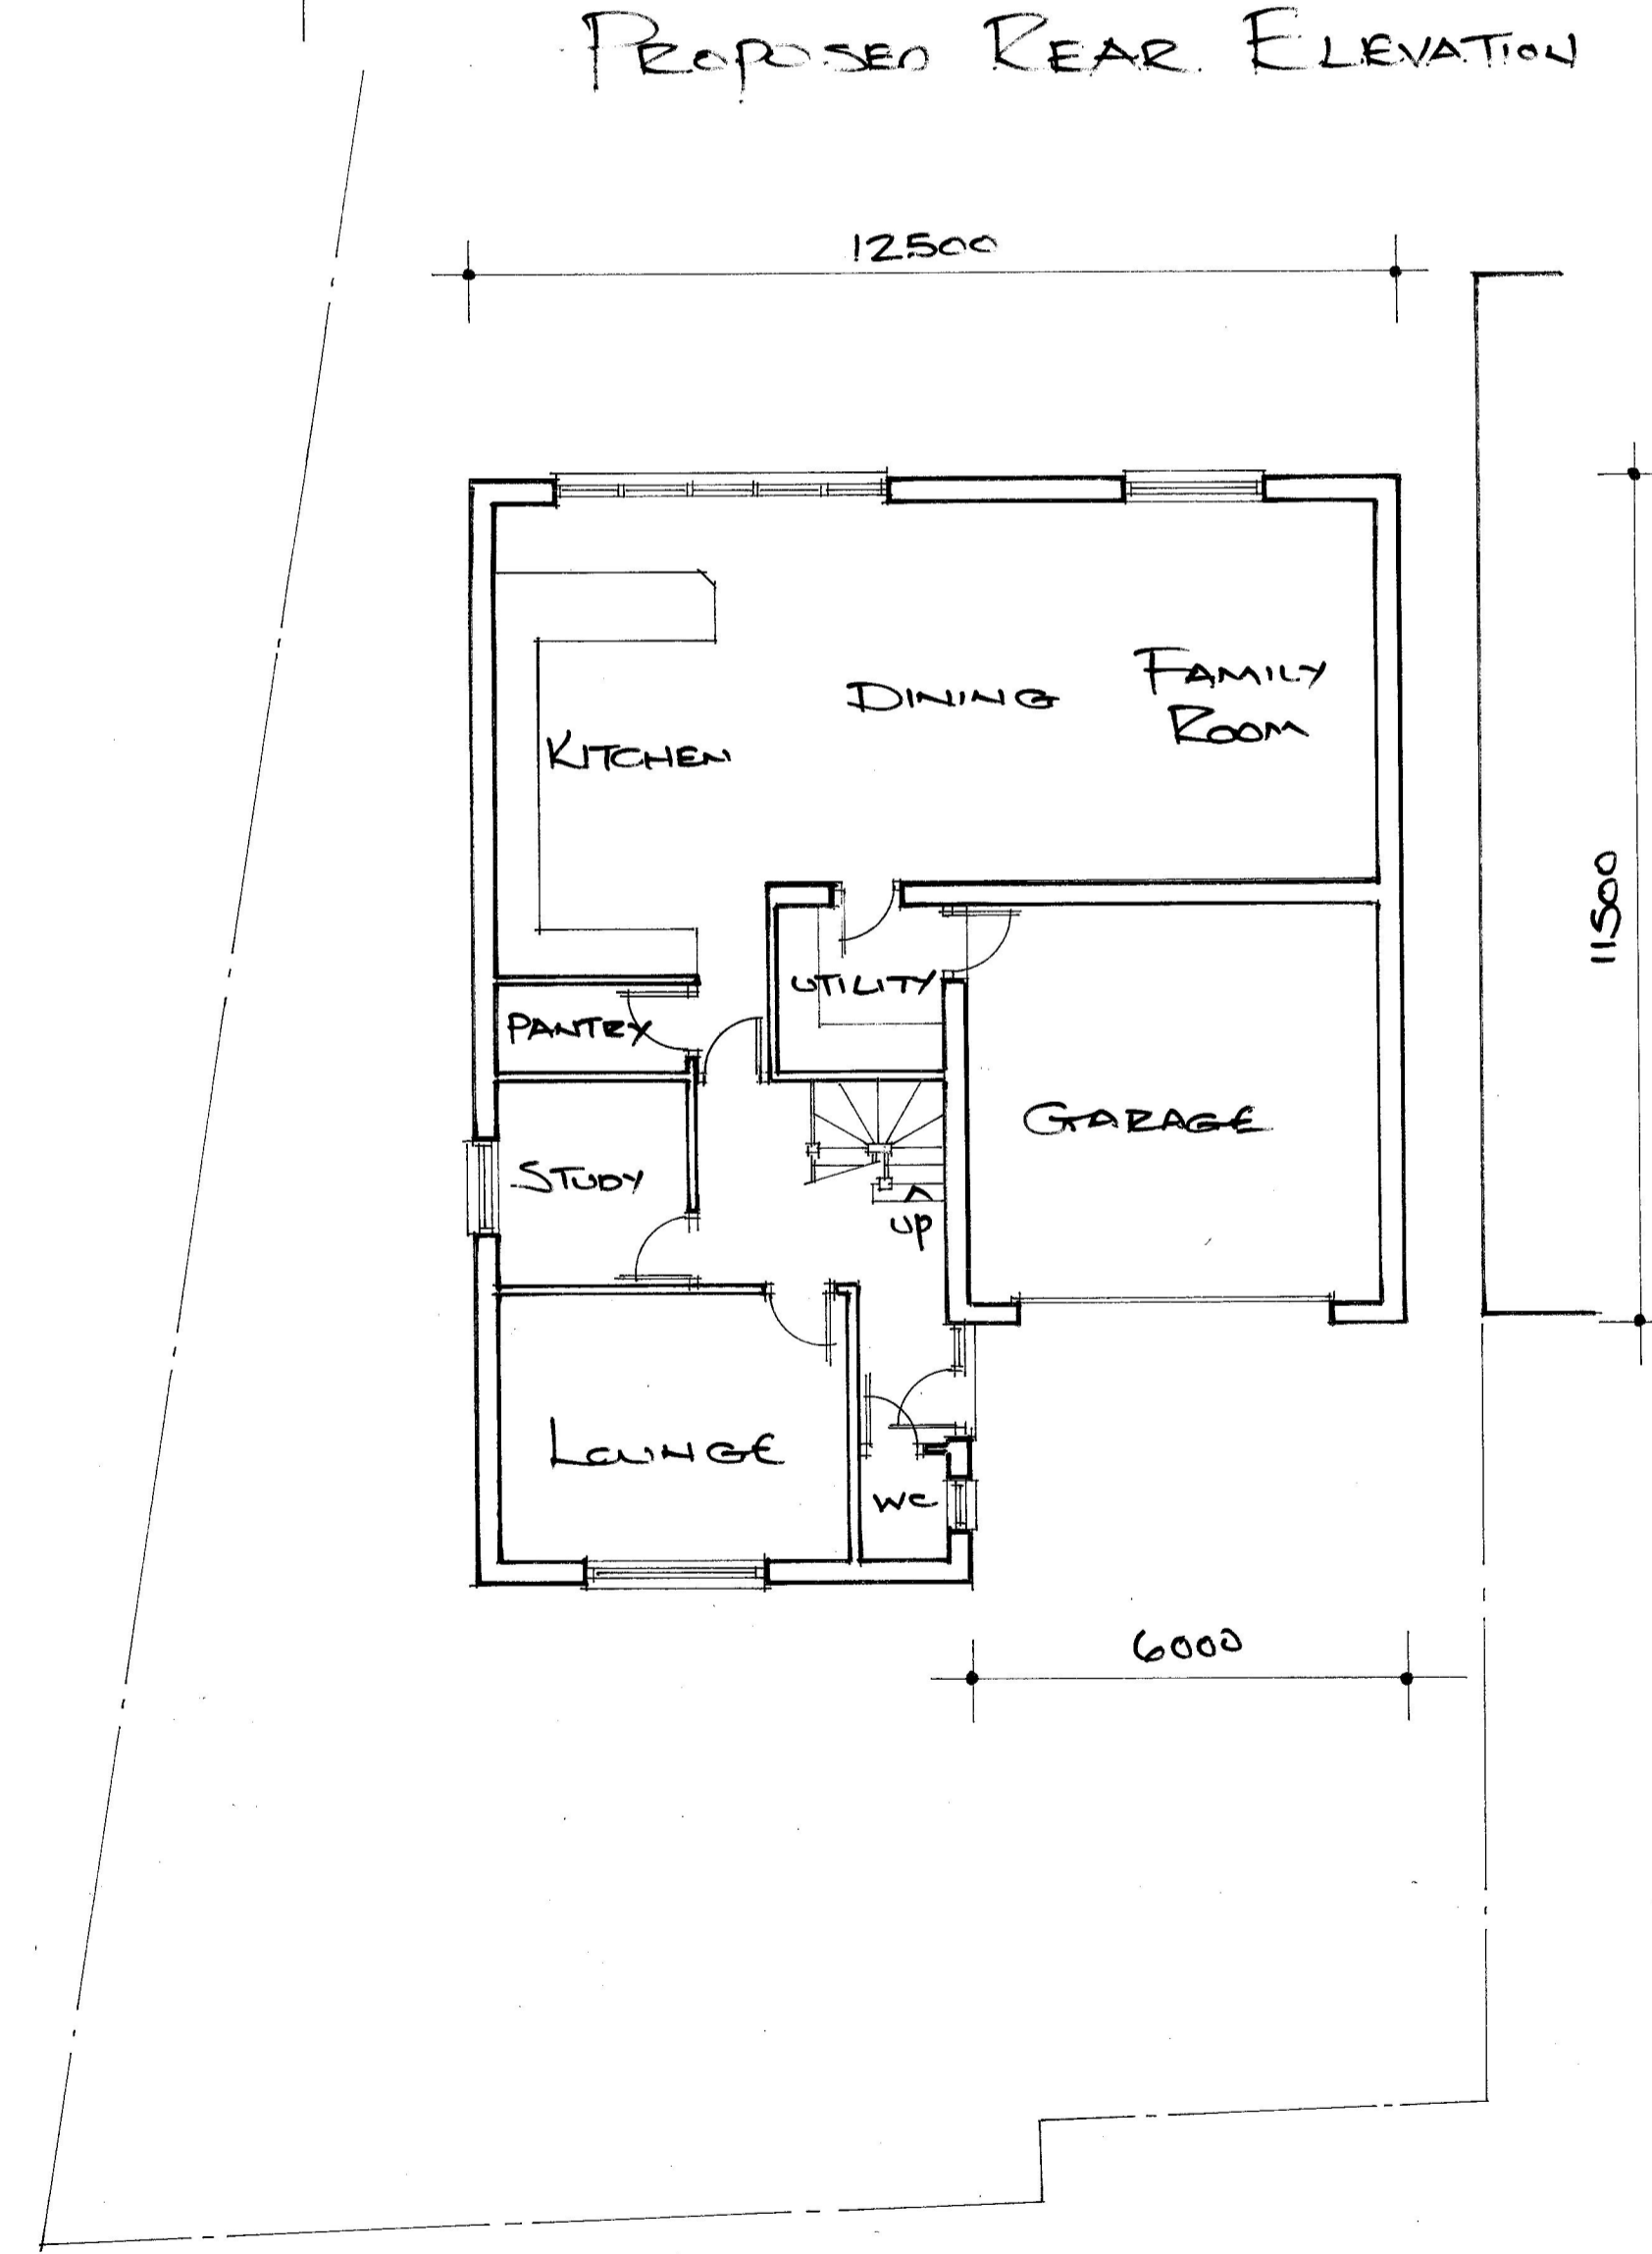 PROPOSED REAR ELEVATION
12500
DINING
FAMILY
ROOM
KITCHEN
11500
UTILITY
PANTRY
GARAGE
STUDY
UP
LOUNGE
WC
6000